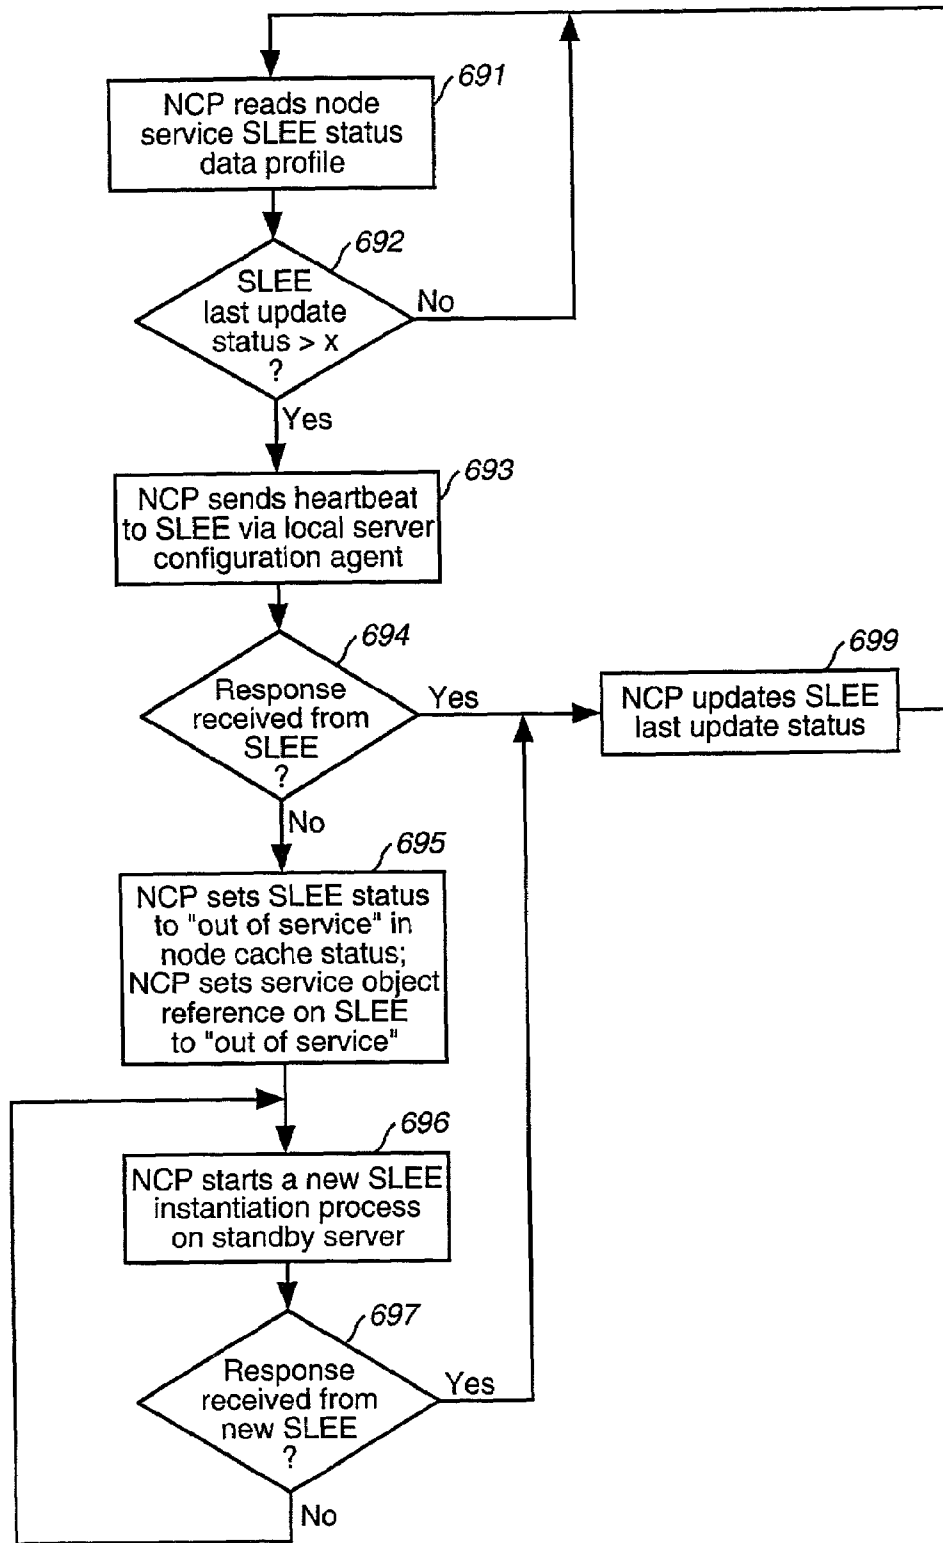 691
NCP reads node
service SLEE status
data profile
692
SLEE
last update
status > x
?
No
Yes
693
NCP sends heartbeat
to SLEE via local server
configuration agent
694
Response
received from
SLEE
?
Yes
699
NCP updates SLEE
last update status
No
695
NCP sets SLEE status
to "out of service" in
node cache status;
NCP sets service object
reference on SLEE
to "out of service"
696
NCP starts a new SLEE
instantiation process
on standby server
697
Response
received from
new SLEE
?
Yes
No